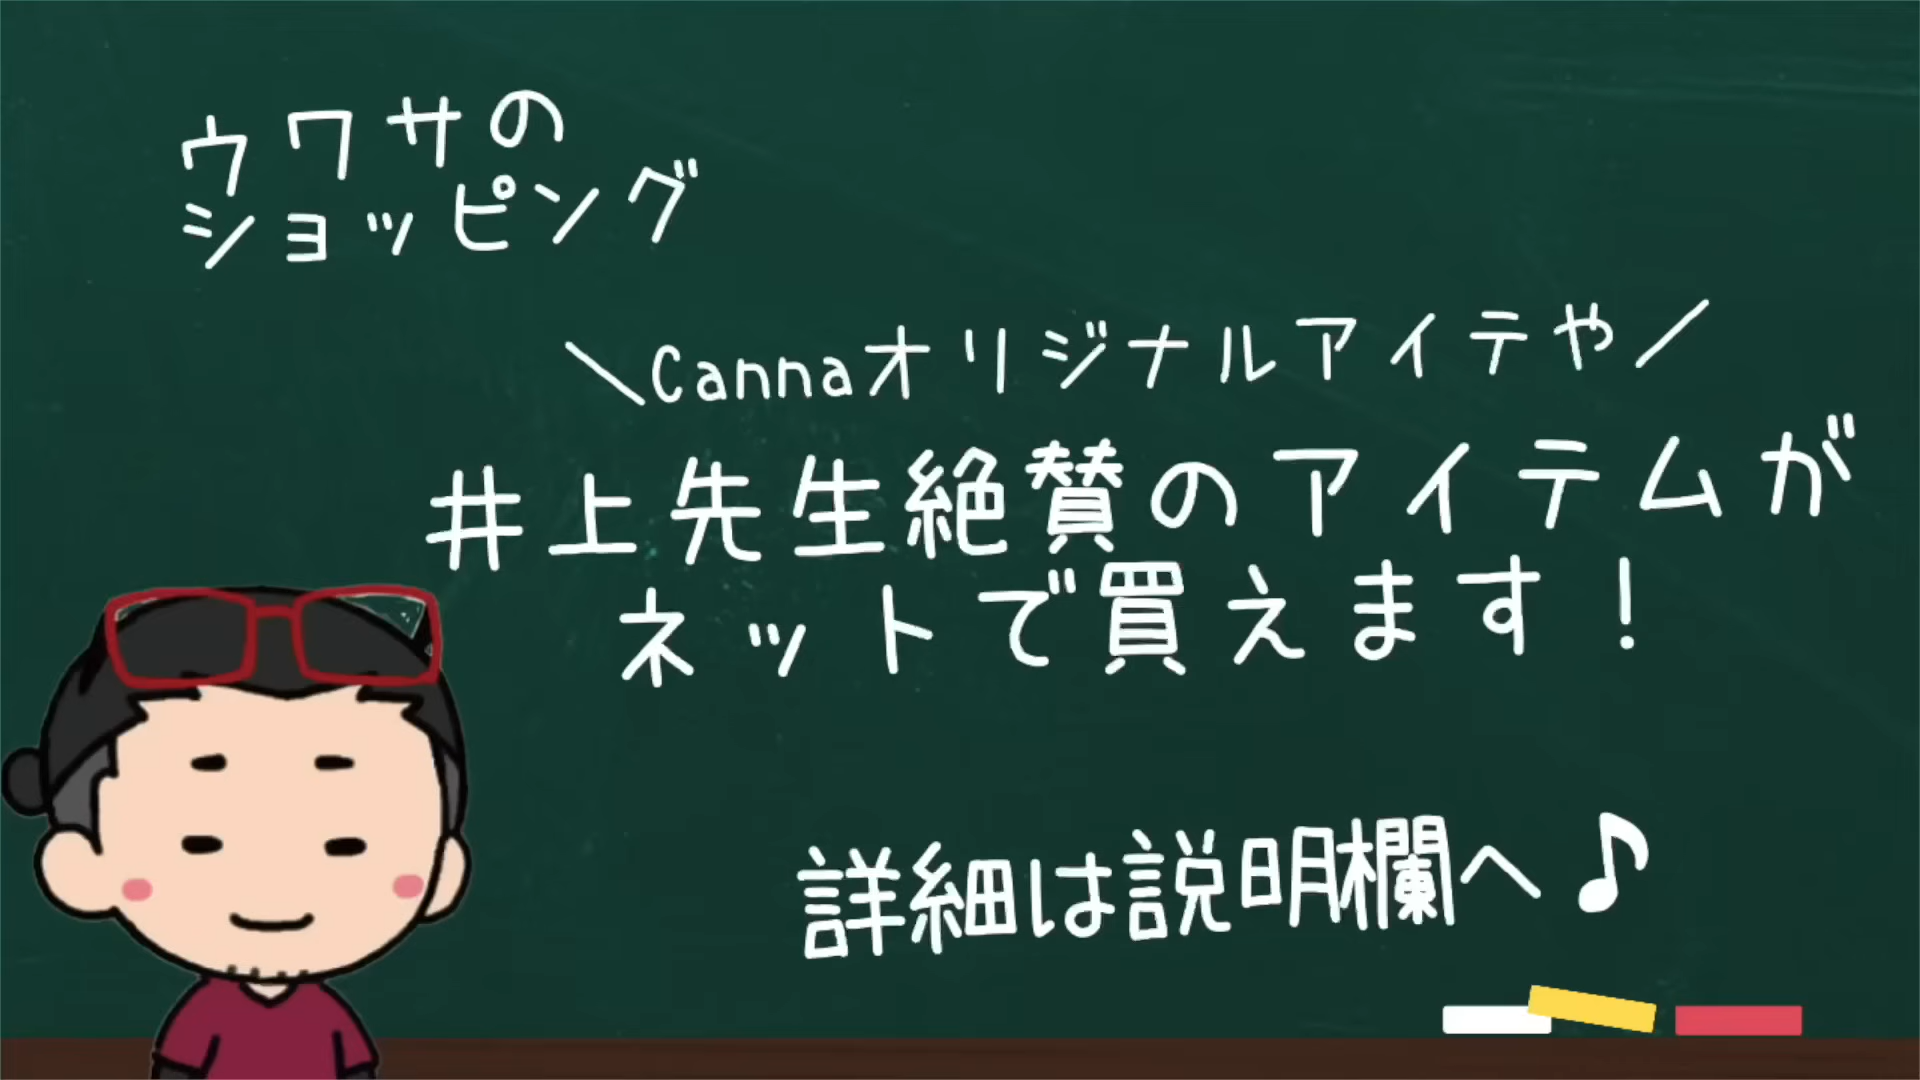 ウワサの
ショッピング
＼Cannaオリジナルアイテや／
井上先生絶賛のアイテムが
ネットで買えます！
詳細は説明欄へ♪